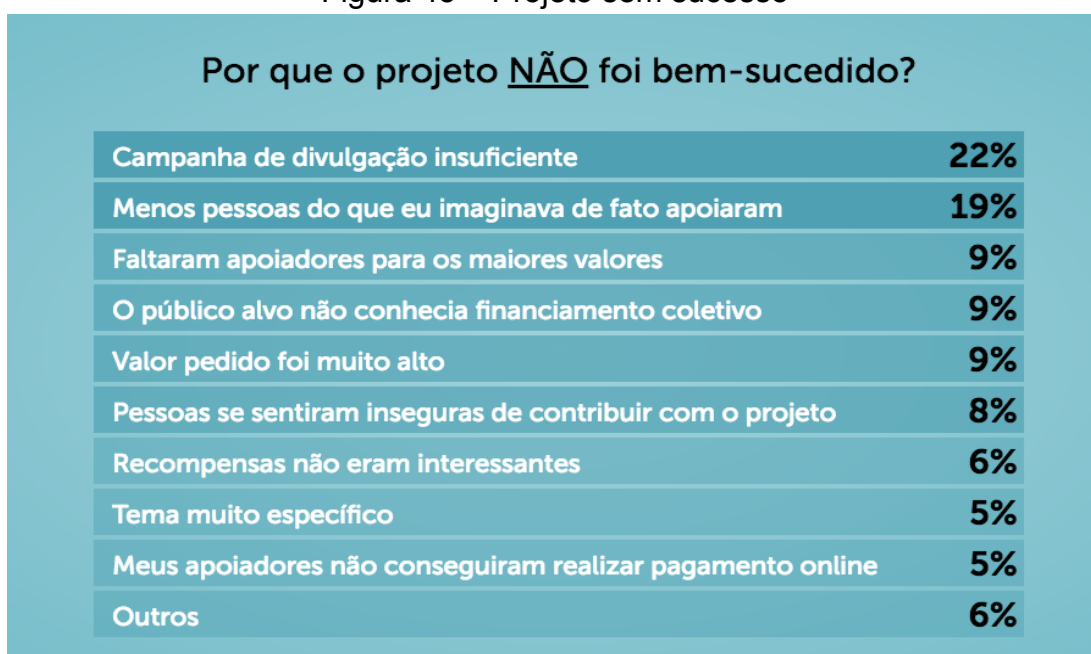 Por que o projeto NÃO foi bem-sucedido?
Campanha de divulgação insuficiente 22%
Menos pessoas do que eu imaginava de fato apoiaram 19%
Faltaram apoiadores para os maiores valores 9%
O público alvo não conhecia financiamento coletivo 9%
Valor pedido foi muito alto 9%
Pessoas se sentiram inseguras de contribuir com o projeto 8%
Recompensas não eram interessantes 6%
Tema muito específico 5%
Meus apoiadores não conseguiram realizar pagamento online 5%
Outros 6%